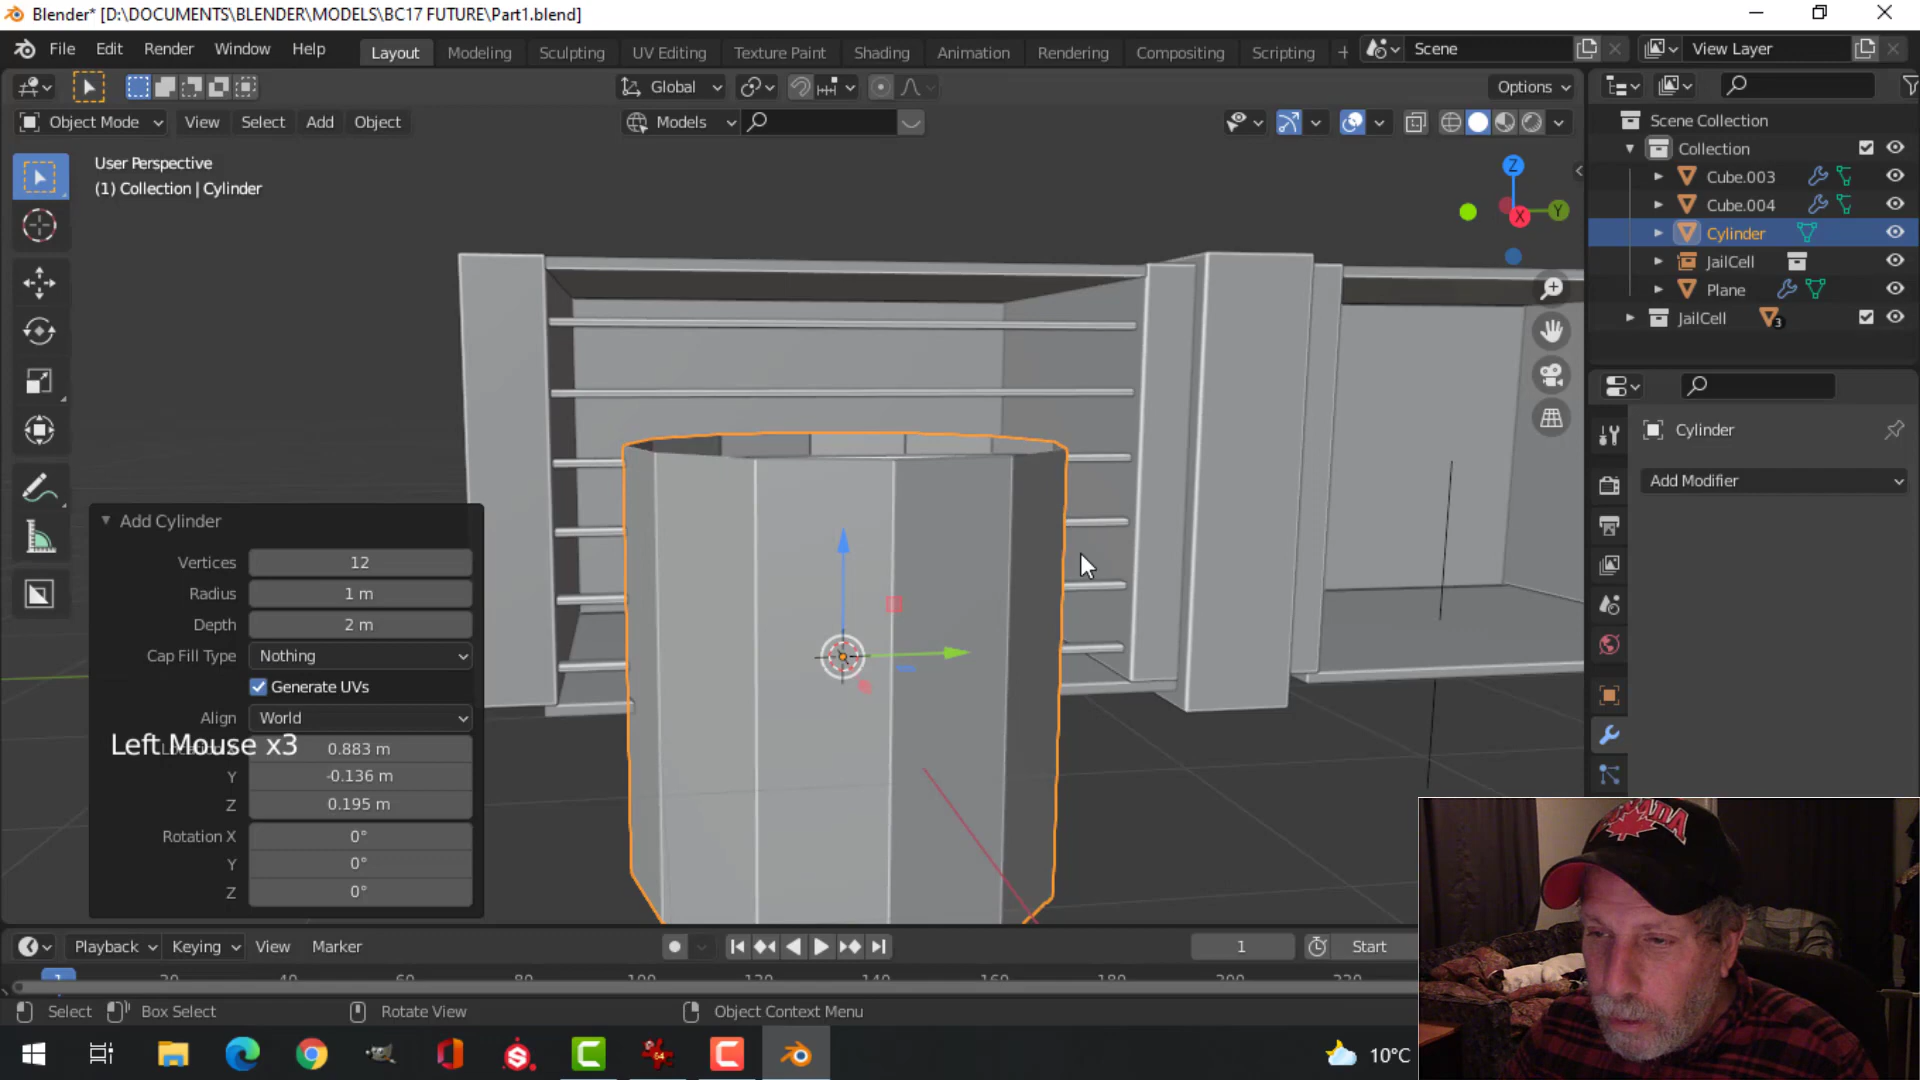 Blender* [D:\DOCUMENTS\BLENDER\MODELS\BC17 FUTURE\Part1.blend]
File Edit Render Window Help Layout Modeling Sculpting UV Editing Texture Paint Shading Animation Rendering Compositing Scripting + Scene View Layer
Global Options
Object Mode View Select Add Object Models
User Perspective
(1) Collection | Cylinder
Z
Y
X
Scene Collection
Collection
Cube.003
Cube.004
Cylinder
JailCell
Plane
JailCell 3
Cylinder
Add Modifier
Add Cylinder
Vertices 12
Radius 1 m
Depth 2 m
Cap Fill Type Nothing
Generate UVs
Align World
Left Mouse x3
0.883 m
Y -0.136 m
Z 0.195 m
Rotation X 0°
Y 0°
Z 0°
Playback Keying View Marker 1 Start
1
Select Box Select Rotate View Object Context Menu
10°C